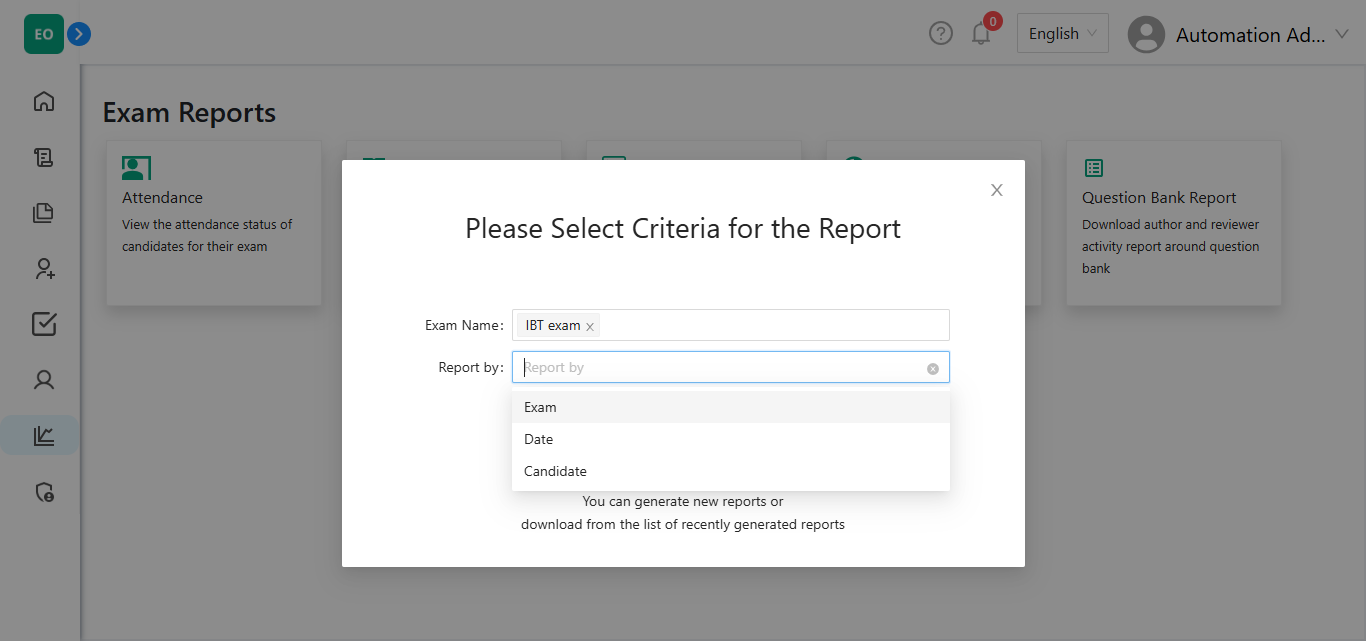 EO
0
English
Automation Ad...
Exam Reports
Attendance
View the attendance status of
candidates for their exam
Question Bank Report
Download author and reviewer
activity report around question
bank
Please Select Criteria for the Report
Exam Name:
IBT exam
Report by:
Report by
Exam
Date
Candidate
You can generate new reports or
download from the list of recently generated reports